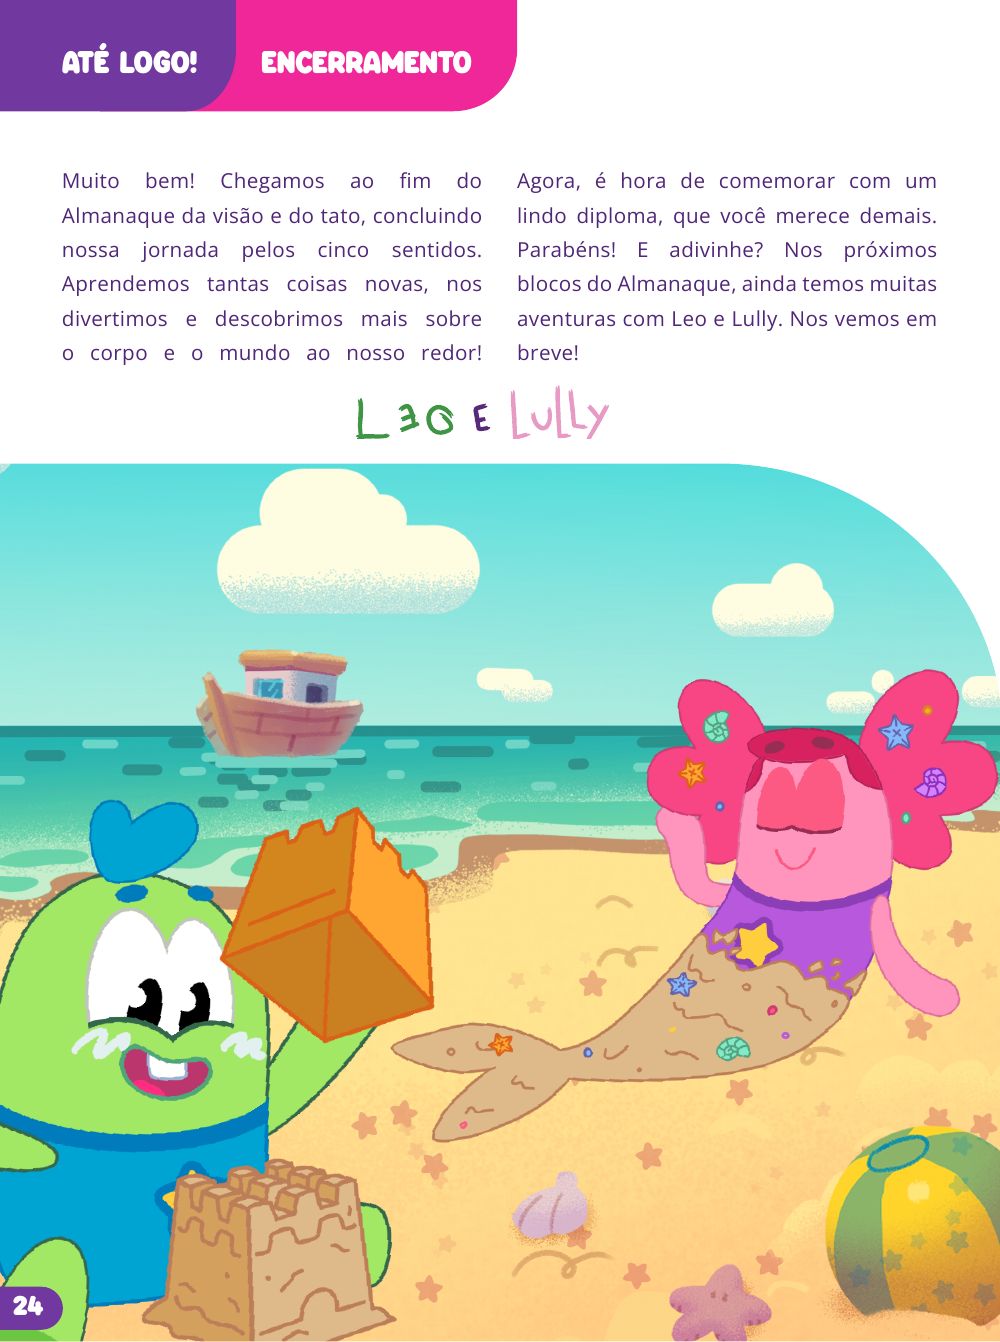 ATÉ LOGO!
ENCERRAMENTO
Muito bem! Chegamos ao fim do
Almanaque da visão e do tato, concluindo
nossa jornada pelos cinco sentidos.
Aprendemos tantas coisas novas, nos
divertimos e descobrimos mais sobre
o corpo e o mundo ao nosso redor!
Agora, é hora de comemorar com um
lindo diploma, que você merece demais.
Parabéns! E adivinhe? Nos próximos
blocos do Almanaque, ainda temos muitas
aventuras com Leo e Lully. Nos vemos em
breve!
LEO E LULLY
24